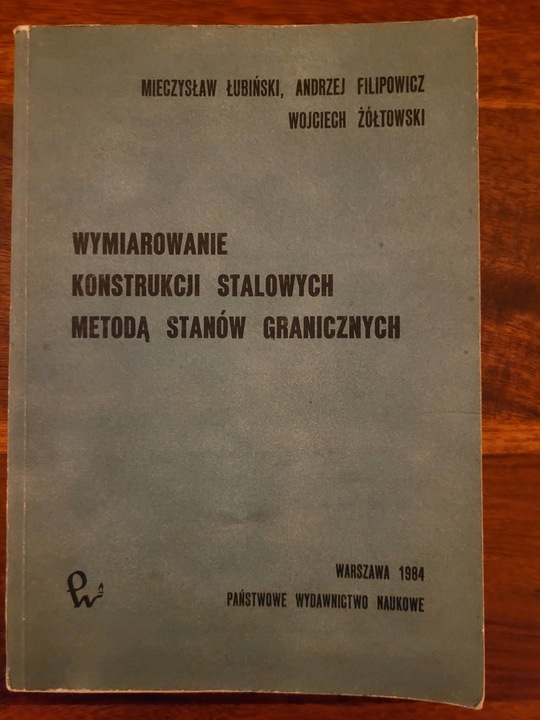 MIECZYSŁAW ŁUBIŃSKI, ANDRZEJ FILIPOWICZ
WOJCIECH ŻÓŁTOWSKI
WYMIAROWANIE
KONSTRUKCJI STALOWYCH
METODĄ STANÓW GRANICZNYCH
WARSZAWA 1984
PAŃSTWOWE WYDAWNICTWO NAUKOWE